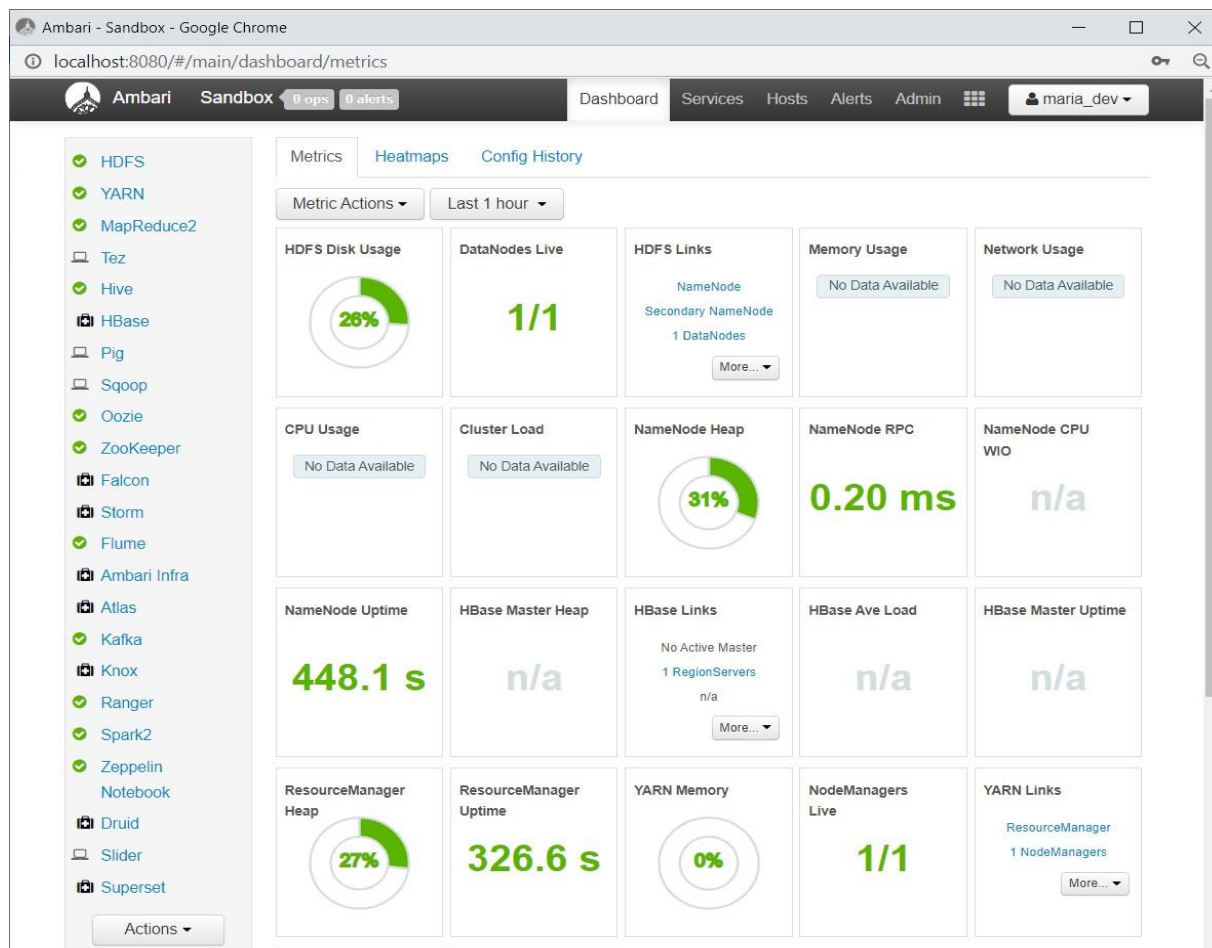 Ambari - Sandbox - Google Chrome
localhost:8080/#/main/dashboard/metrics
Ambari Sandbox 0 ops 0 alerts Dashboard Services Hosts Alerts Admin maria_dev
HDFS
YARN
MapReduce2
Tez
Hive
HBase
Pig
Sqoop
Oozie
ZooKeeper
Falcon
Storm
Flume
Ambari Infra
Atlas
Kafka
Knox
Ranger
Spark2
Zeppelin
Notebook
Druid
Slider
Superset
Actions
Metrics Heatmaps Config History
Metric Actions Last 1 hour
HDFS Disk Usage
26%
DataNodes Live
1/1
HDFS Links
NameNode
Secondary NameNode
1 DataNodes
More...
Memory Usage
No Data Available
Network Usage
No Data Available
CPU Usage
No Data Available
Cluster Load
No Data Available
NameNode Heap
31%
NameNode RPC
0.20 ms
NameNode CPU
WIO
n/a
NameNode Uptime
448.1 s
HBase Master Heap
n/a
HBase Links
No Active Master
1 RegionServers
n/a
More...
HBase Ave Load
n/a
HBase Master Uptime
n/a
ResourceManager
Heap
27%
ResourceManager
Uptime
326.6 s
YARN Memory
0%
NodeManagers
Live
1/1
YARN Links
ResourceManager
1 NodeManagers
More...